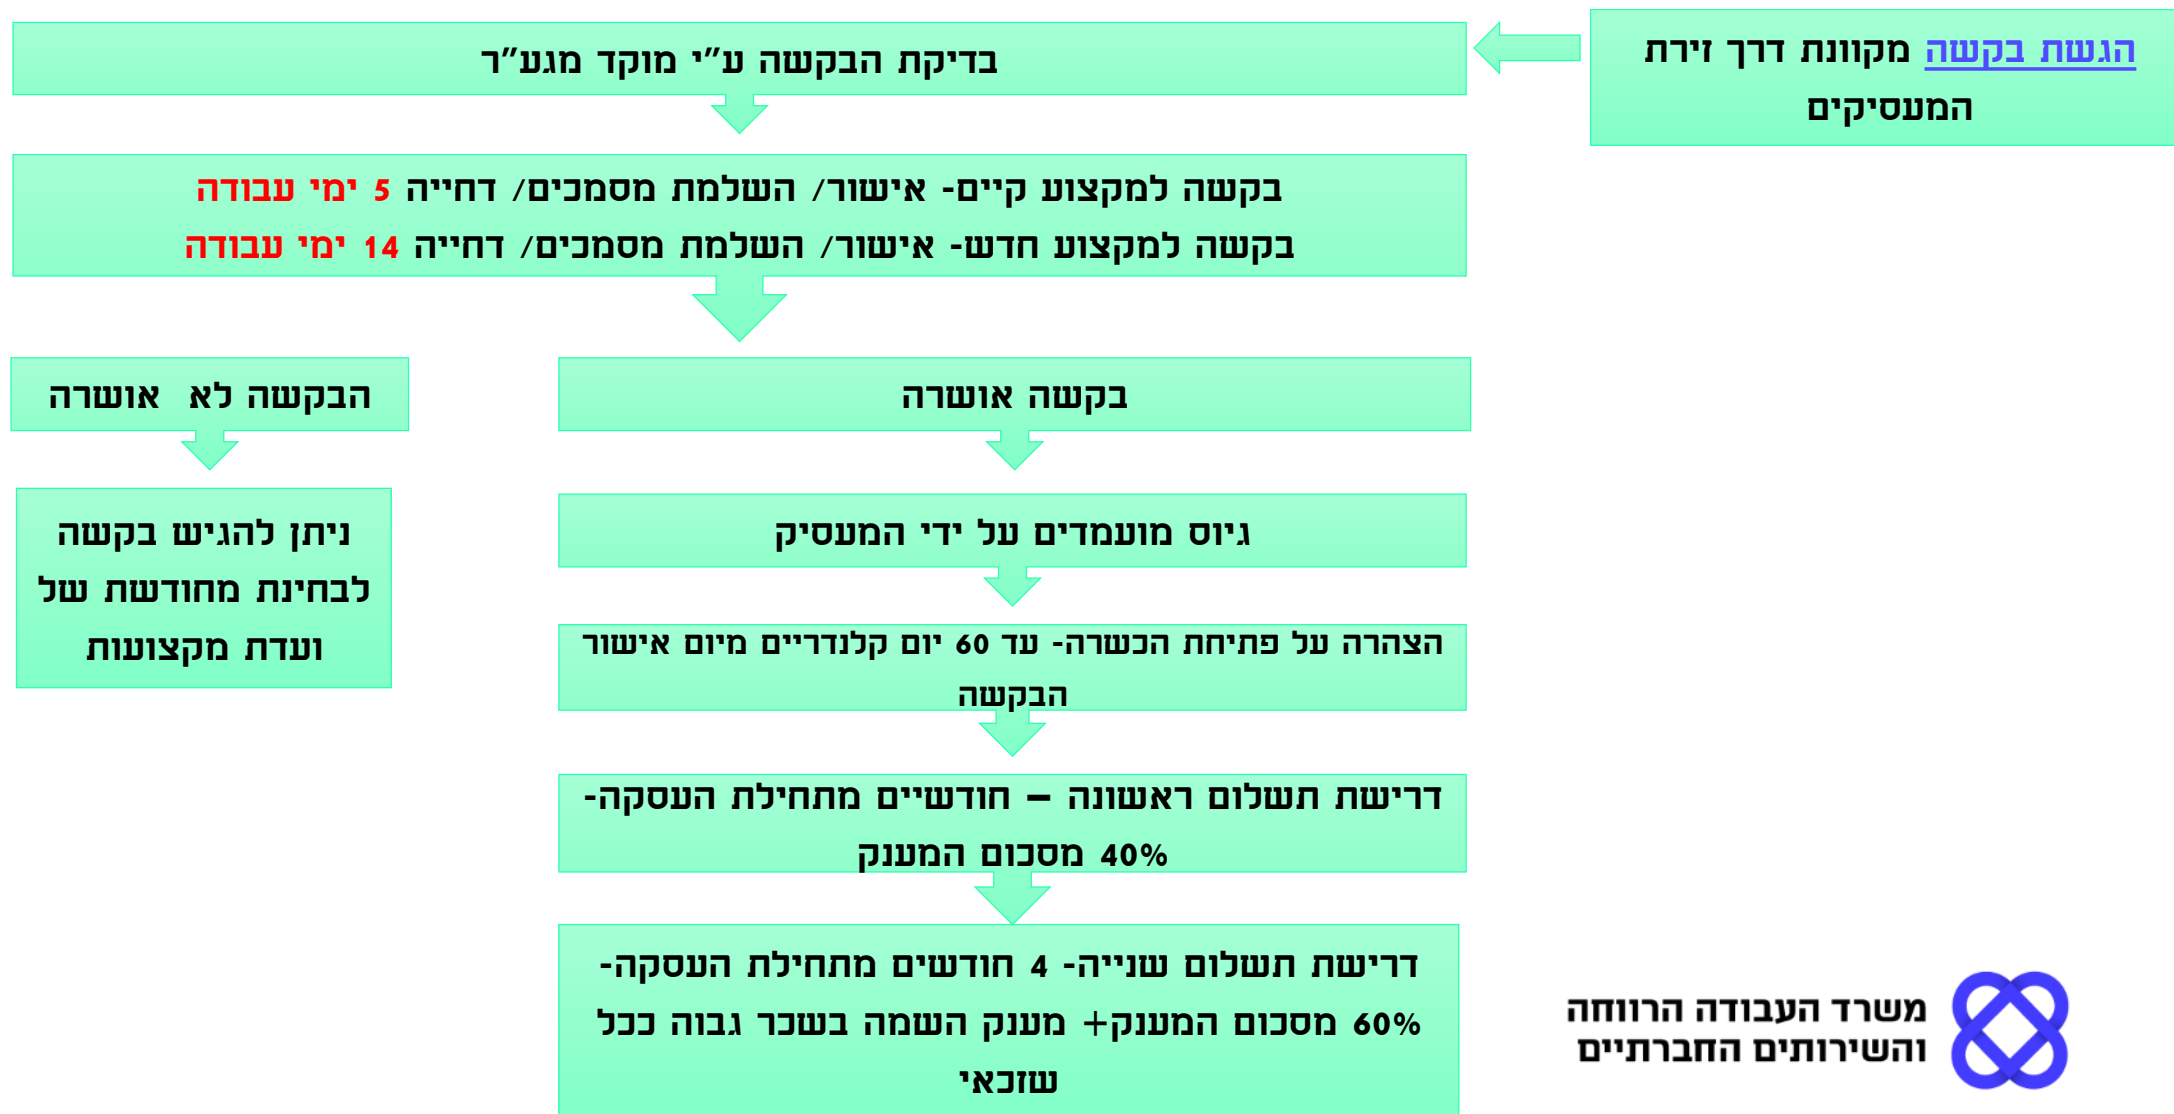 הגשת בקשה מקוונת דרך זירת
המעסיקים
בדיקת הבקשה ע"י מוקד מגע"ר
בקשה למקצוע קיים- אישור/ השלמת מסמכים/ דחייה 5 ימי עבודה
בקשה למקצוע חדש- אישור/ השלמת מסמכים/ דחייה 14 ימי עבודה
בקשה אושרה
גיוס מועמדים על ידי המעסיק
הצהרה על פתיחת הכשרה- עד 60 יום קלנדריים מיום אישור
הבקשה
דרישת תשלום ראשונה – חודשיים מתחילת העסקה-
40% מסכום המענק
דרישת תשלום שנייה- 4 חודשים מתחילת העסקה-
60% מסכום המענק+ מענק השמה בשכר גבוה ככל
שזכאי
הבקשה לא אושרה
ניתן להגיש בקשה
לבחינת מחודשת של
ועדת מקצועות
משרד העבודה הרווחה
והשירותים החברתיים